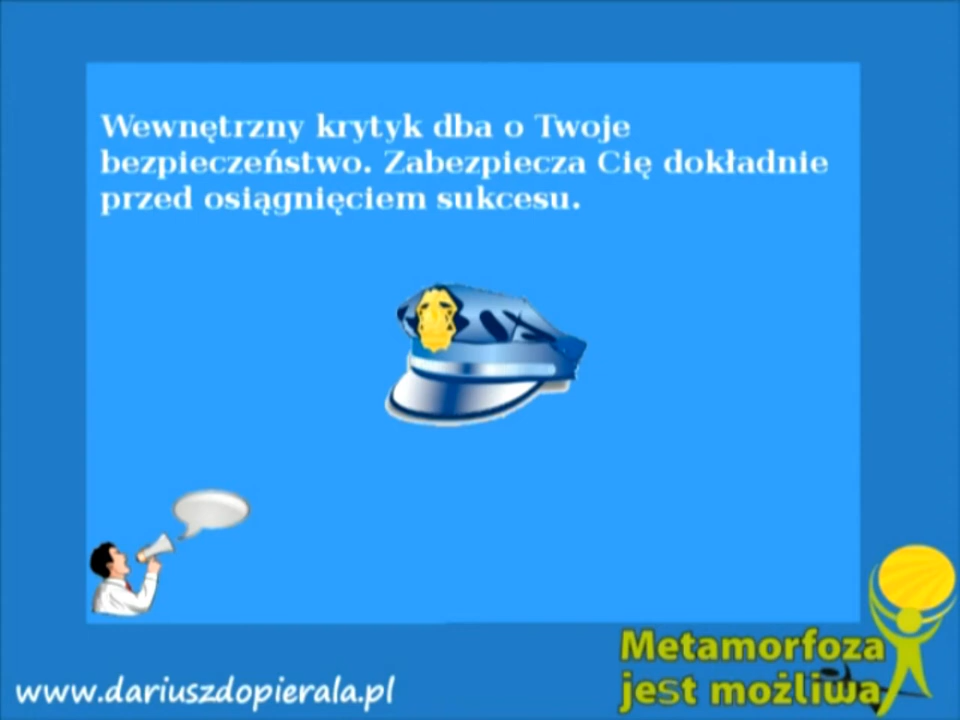 Wewnętrzny krytyk dba o Twoje
bezpieczeństwo. Zabezpiecza Cię dokładnie
przed osiągnięciem sukcesu.
www.dariuszdopierala.pl
Metamorfoza
jest możliwa